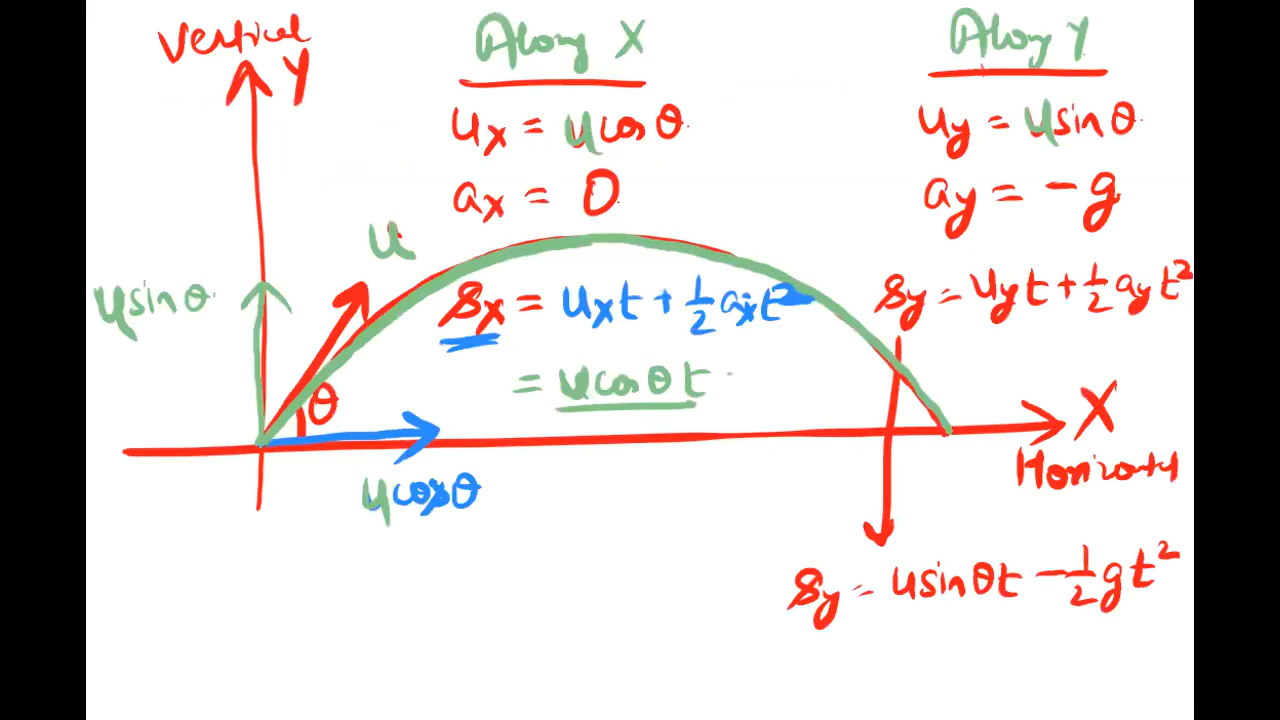 Vertical
Y
Along X
ux = u cos θ
ax = 0
Along Y
uy = u sin θ
ay = - g
u
u sin θ
θ
sx = uxt + 1/2 axt²
= u cos θ t
sy = uyt + 1/2 ayt²
X
Horizontal
u cos θ
sy = u sin θt - 1/2 gt²